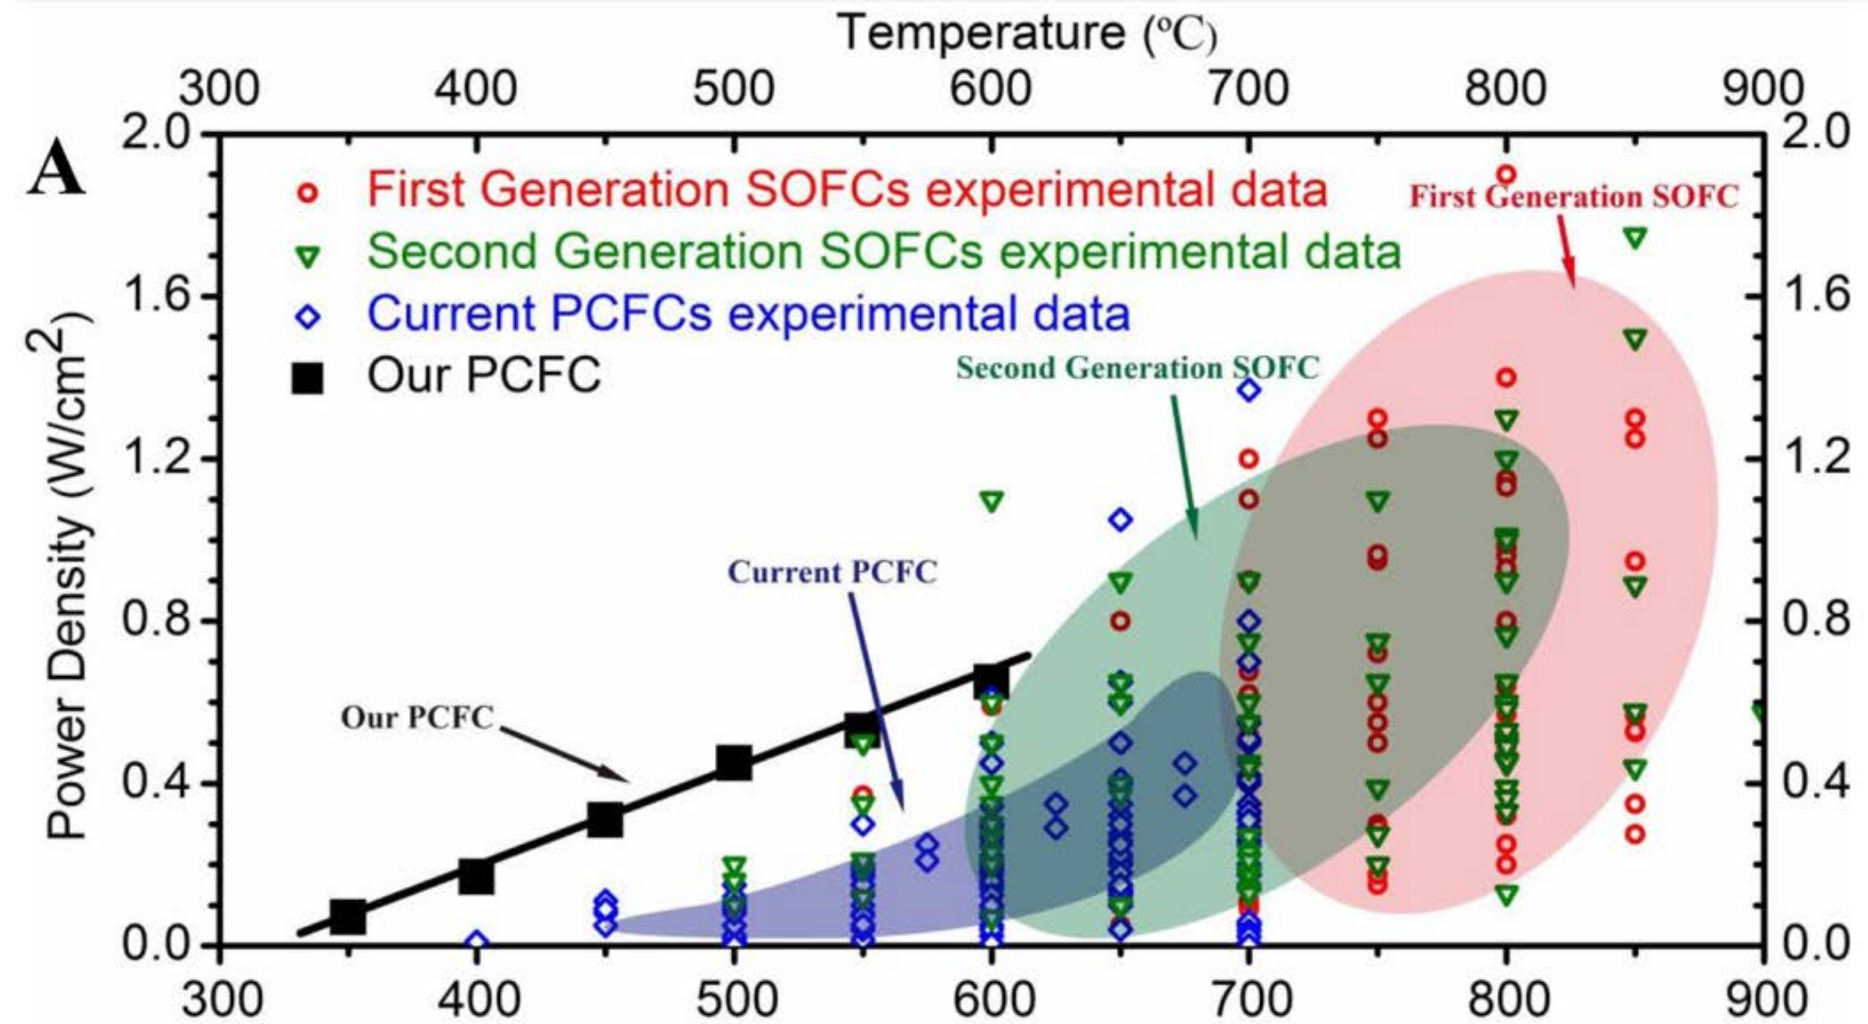 Temperature (ºC)
300 400 500 600 700 800 900
A
2.0 2.0
First Generation SOFCs experimental data
First Generation SOFC
Second Generation SOFCs experimental data
1.6 1.6
Current PCFCs experimental data
Second Generation SOFC
Our PCFC
1.2 1.2
Power Density (W/cm²)
Current PCFC
0.8 0.8
Our PCFC
0.4 0.4
0.0 0.0
300 400 500 600 700 800 900